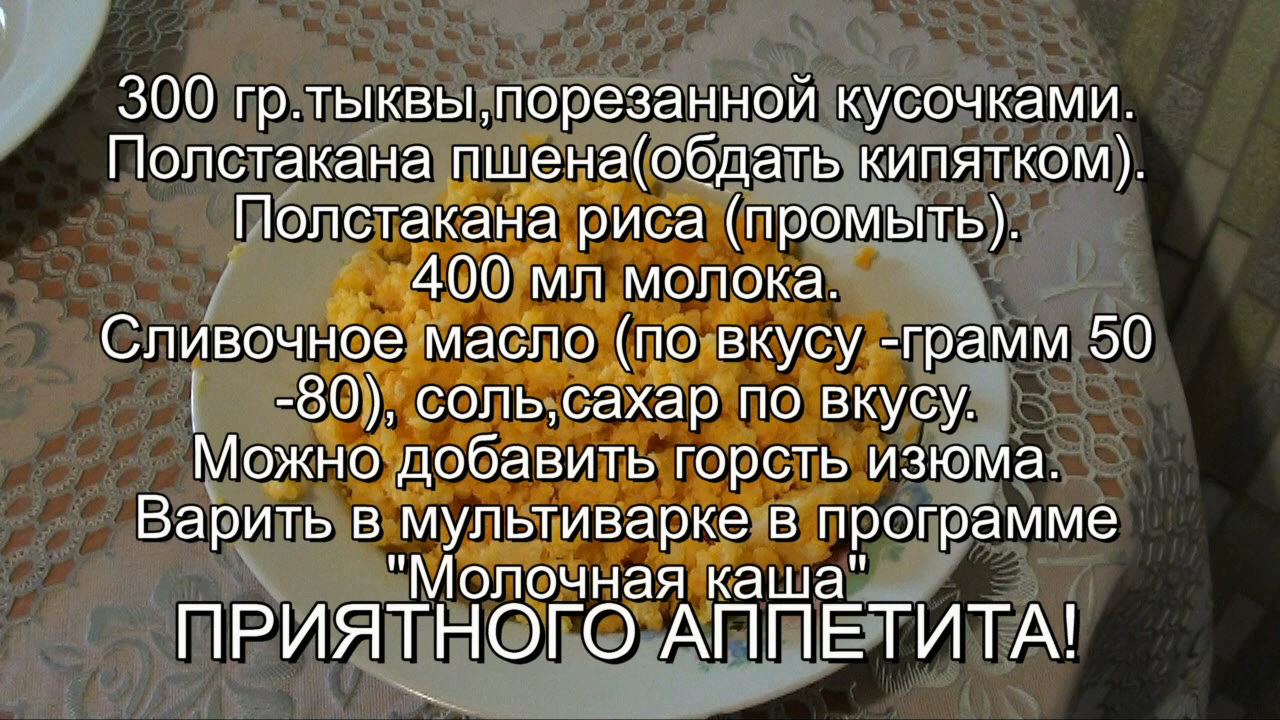 300 гр.тыквы,порезанной кусочками.
Полстакана пшена(обдать кипятком).
Полстакана риса (промыть).
400 мл молока.
Сливочное масло (по вкусу -грамм 50
-80), соль,сахар по вкусу.
Можно добавить горсть изюма.
Варить в мультиварке в программе
"Молочная каша"
ПРИЯТНОГО АППЕТИТА!